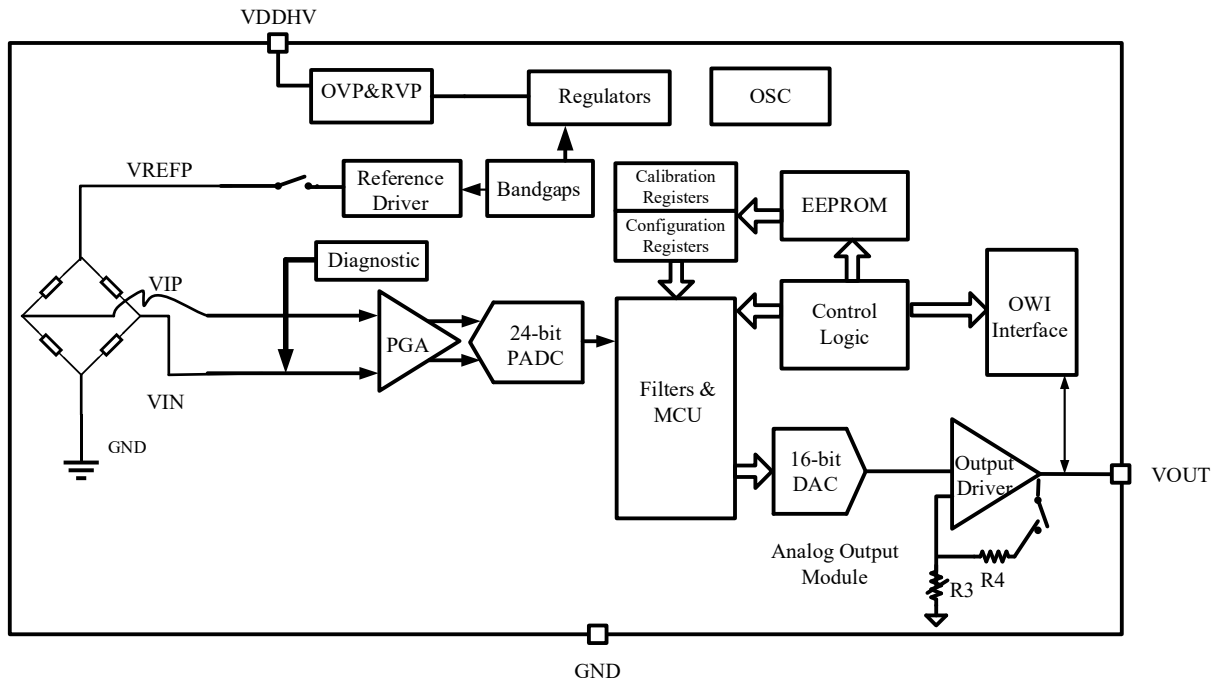 VDDHV
OVP&RVP
Regulators
OSC
VREFP
Reference
Driver
Bandgaps
Calibration
Registers
Configuration
Registers
EEPROM
Diagnostic
VIP
VIN
GND
PGA
24-bit
PADC
Filters &
MCU
Control
Logic
OWI
Interface
16-bit
DAC
Output
Driver
VOUT
Analog Output
Module
R4
R3
GND